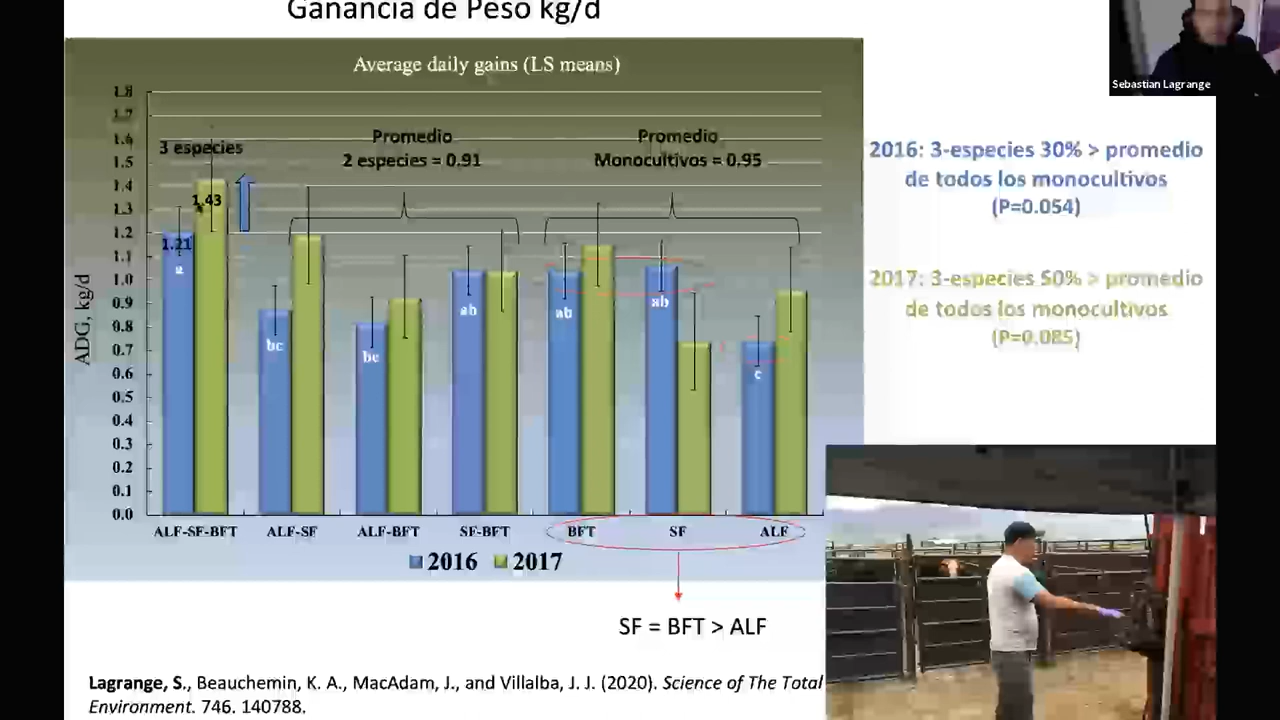 Ganancia de Peso kg/d
Sebastian Lagrange
Average daily gains (LS means)
ADG, kg/d
1.8
1.7
1.6
1.5
1.4
1.3
1.2
1.1
1.0
0.9
0.8
0.7
0.6
0.5
0.4
0.3
0.2
0.1
0.0
3 especies
Promedio
2 especies = 0.91
Promedio
Monocultivos = 0.95
1.21
1.43
a
bc
bc
ab
ab
ab
c
ALF-SF-BFT
ALF-SF
ALF-BFT
SF-BFT
BFT
SF
ALF
2016
2017
2016: 3-especies 30% > promedio
de todos los monocultivos
(P=0.054)
2017: 3-especies 50% > promedio
de todos los monocultivos
(P=0.085)
SF = BFT > ALF
Lagrange, S., Beauchemin, K. A., MacAdam, J., and Villalba, J. J. (2020). Science of The Total
Environment. 746. 140788.